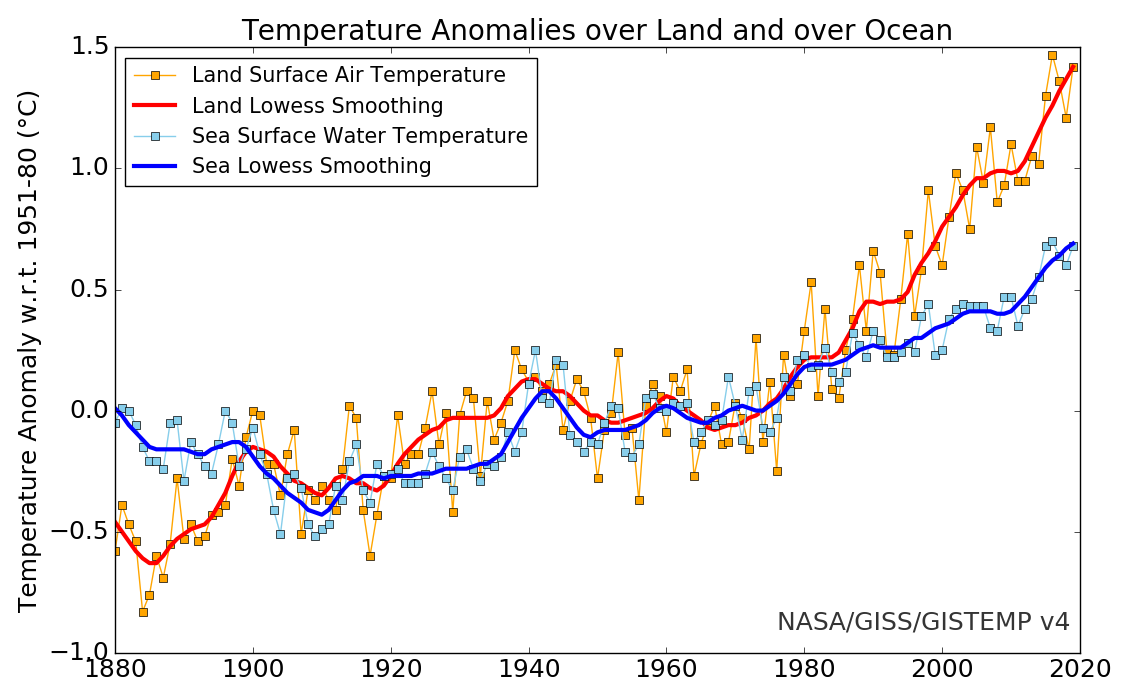 Temperature Anomalies over Land and over Ocean
Temperature Anomaly w.r.t. 1951-80 (°C)
1.5
1.0
0.5
0.0
−0.5
−1.0
Land Surface Air Temperature
Land Lowess Smoothing
Sea Surface Water Temperature
Sea Lowess Smoothing
NASA/GISS/GISTEMP v4
1880 1900 1920 1940 1960 1980 2000 2020